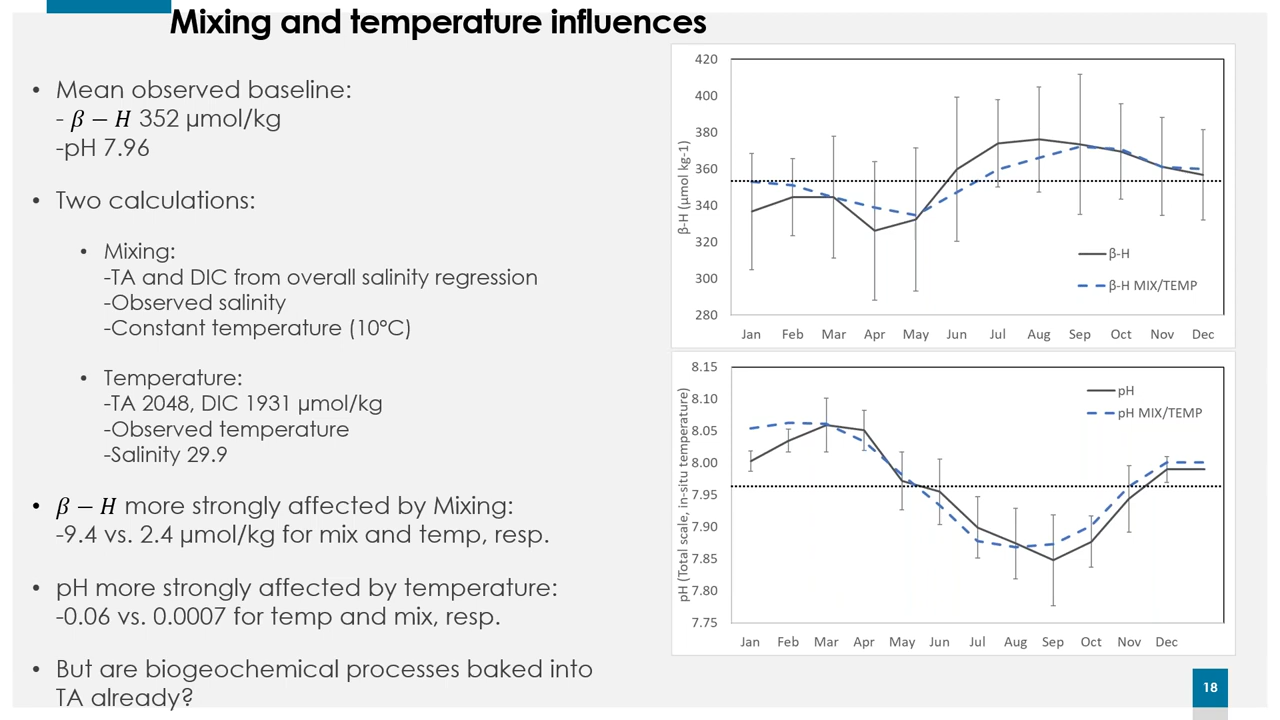 Mixing and temperature influences
• Mean observed baseline:
- β − H 352 µmol/kg
-pH 7.96
• Two calculations:
• Mixing:
-TA and DIC from overall salinity regression
-Observed salinity
-Constant temperature (10°C)
• Temperature:
-TA 2048, DIC 1931 µmol/kg
-Observed temperature
-Salinity 29.9
• β − H more strongly affected by Mixing:
-9.4 vs. 2.4 µmol/kg for mix and temp, resp.
• pH more strongly affected by temperature:
-0.06 vs. 0.0007 for temp and mix, resp.
• But are biogeochemical processes baked into
TA already?
β-H (µmol kg-1)
420
400
380
360
340
320
300
280
β-H
β-H MIX/TEMP
Jan Feb Mar Apr May Jun Jul Aug Sep Oct Nov Dec
pH (Total scale, in-situ temperature)
8.15
8.10
8.05
8.00
7.95
7.90
7.85
7.80
7.75
pH
pH MIX/TEMP
Jan Feb Mar Apr May Jun Jul Aug Sep Oct Nov Dec
18